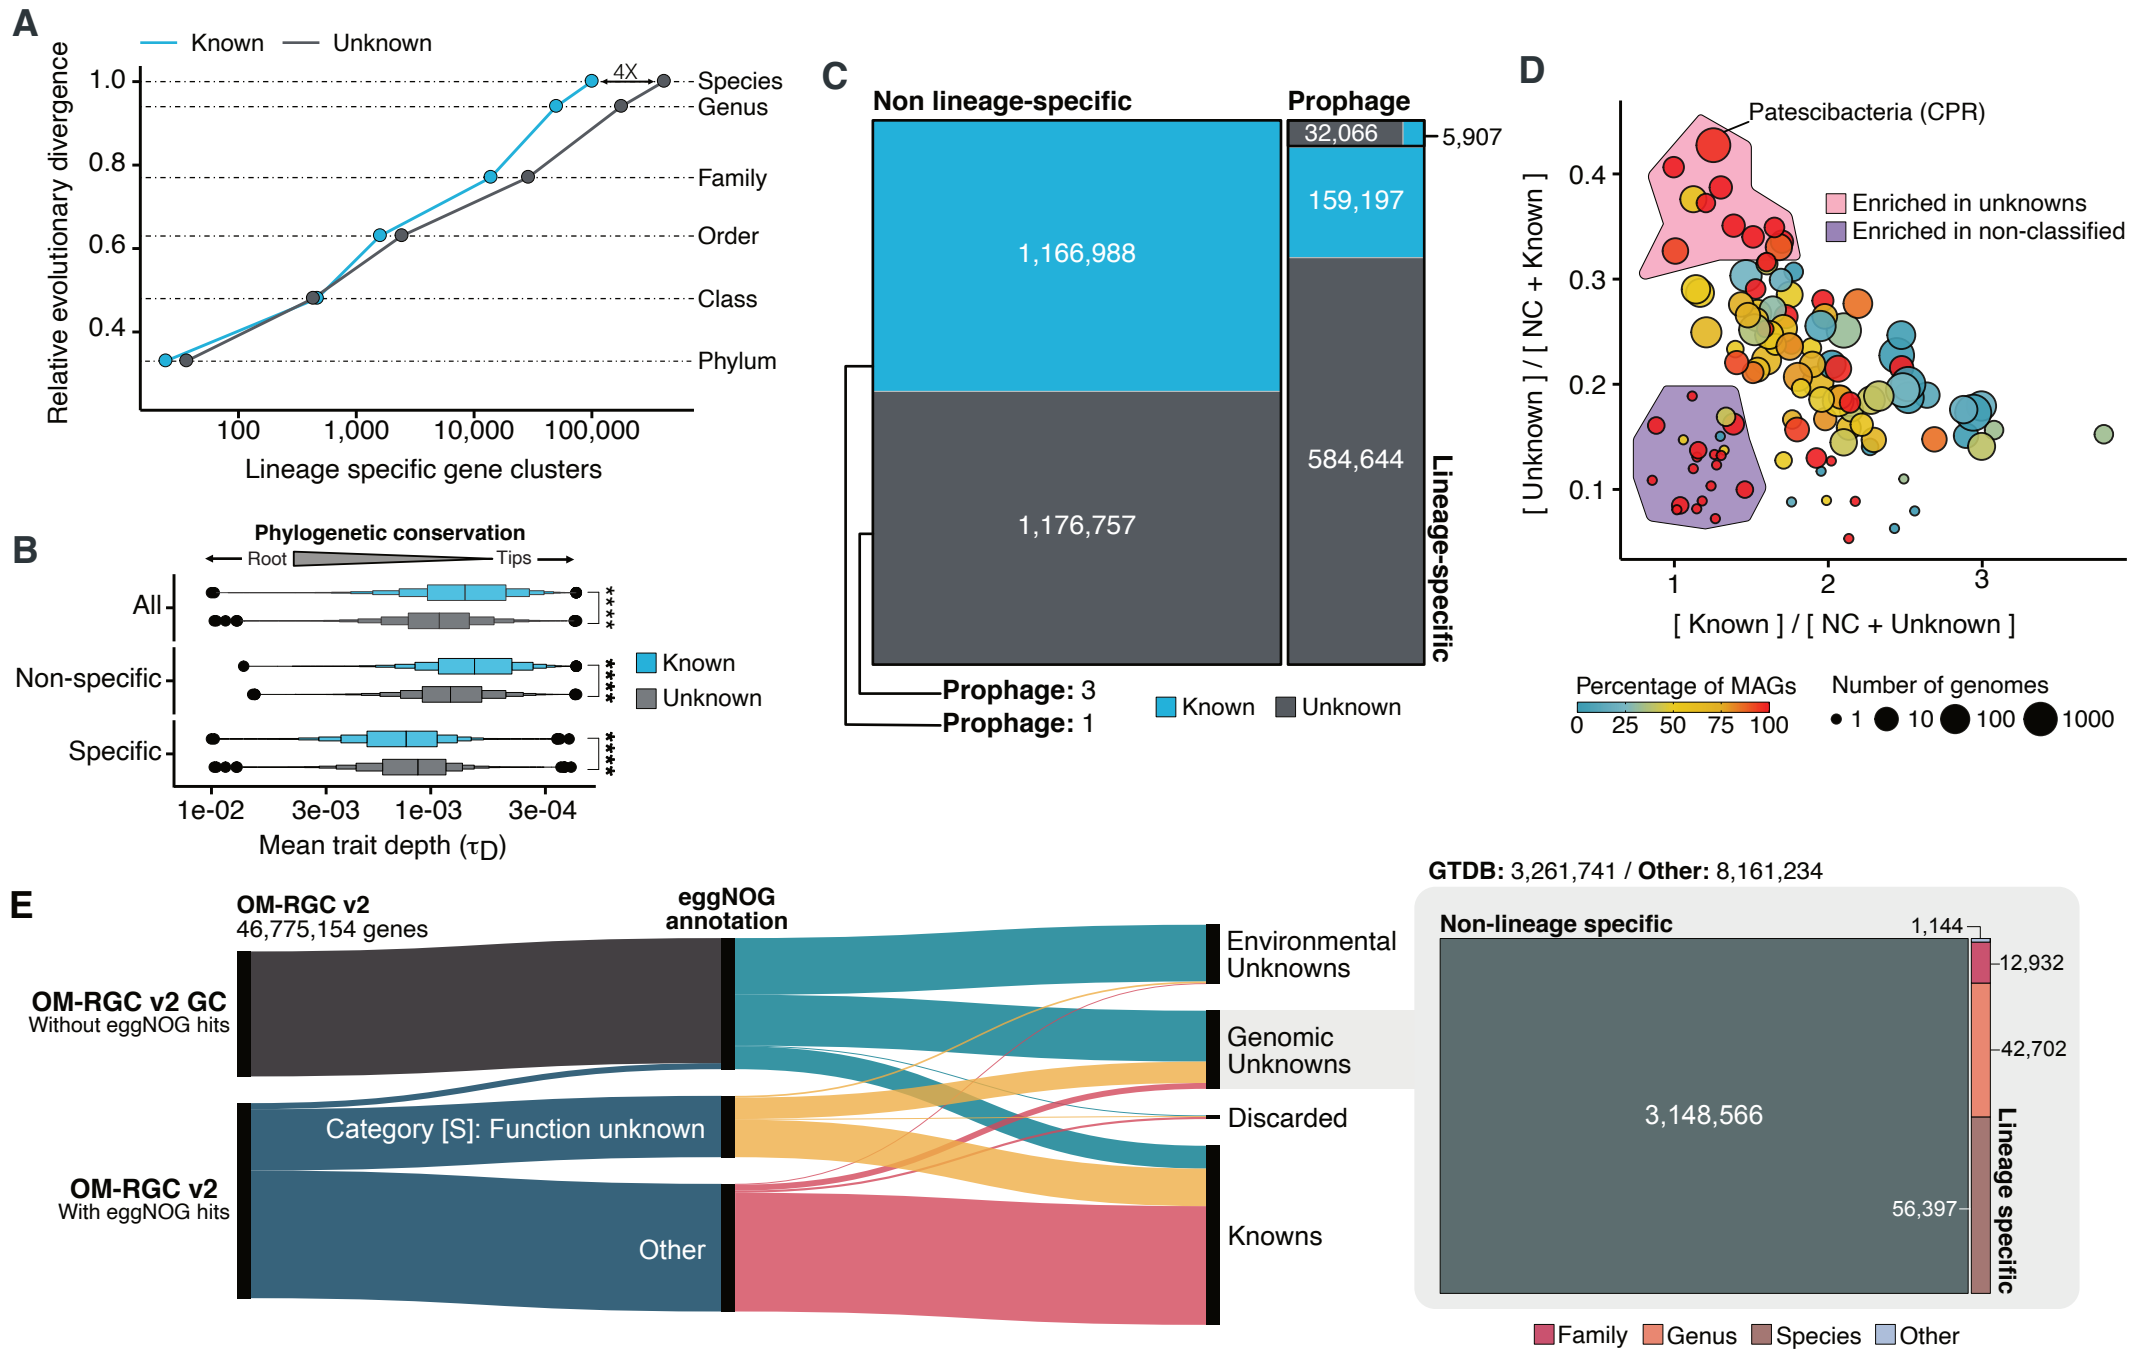 A
Known
Unknown
Relative evolutionary divergence
1.0
0.8
0.6
0.4
4X
Species
Genus
Family
Order
Class
Phylum
100
1,000
10,000
100,000
Lineage specific gene clusters
B
Phylogenetic conservation
Root
Tips
All
Non-specific
Specific
****
****
****
Known
Unknown
1e-02
3e-03
1e-03
3e-04
Mean trait depth (τD)
C
Non lineage-specific
Prophage
32,066
5,907
1,166,988
159,197
1,176,757
584,644
Lineage-specific
Prophage: 3
Prophage: 1
Known
Unknown
D
Patescibacteria (CPR)
Enriched in unknowns
Enriched in non-classified
[ Unknown ] / [ NC + Known ]
0.4
0.3
0.2
0.1
1
2
3
[ Known ] / [ NC + Unknown ]
Percentage of MAGs
0 25 50 75 100
Number of genomes
1 10 100 1000
E
OM-RGC v2
46,775,154 genes
eggNOG
annotation
OM-RGC v2 GC
Without eggNOG hits
OM-RGC v2
With eggNOG hits
Category [S]: Function unknown
Other
Environmental
Unknowns
Genomic
Unknowns
Discarded
Knowns
GTDB: 3,261,741 / Other: 8,161,234
Non-lineage specific
1,144
12,932
42,702
3,148,566
56,397
Lineage specific
Family
Genus
Species
Other